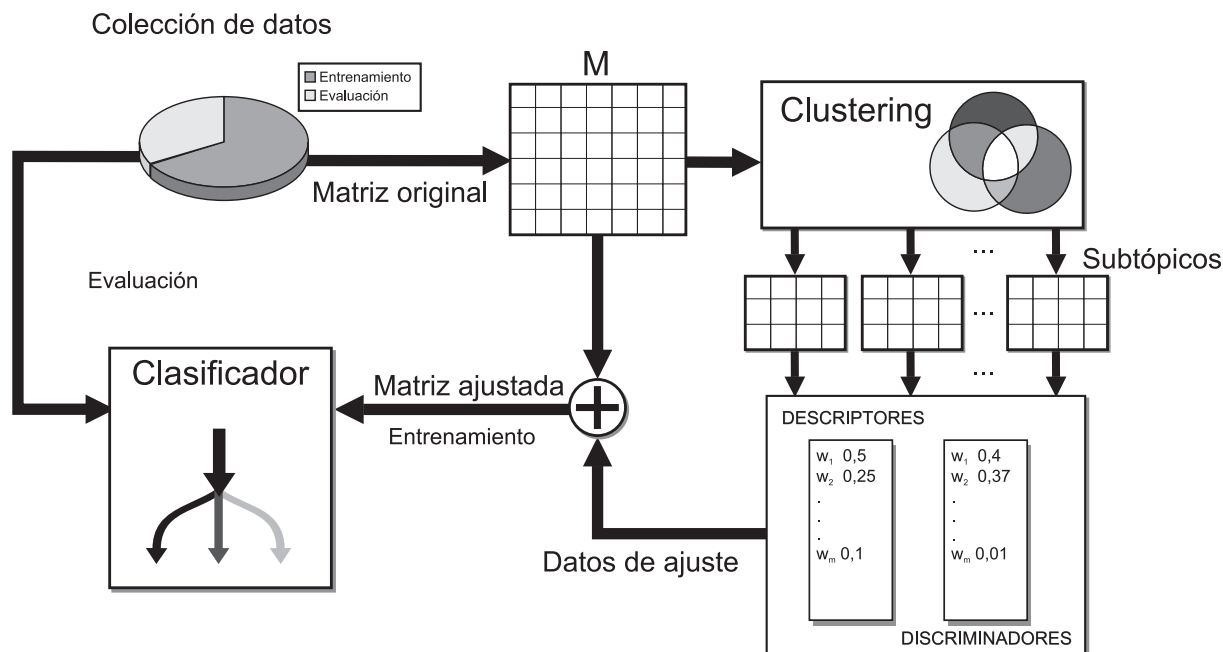 Colección de datos
Entrenamiento
Evaluación
M
Clustering
Matriz original
...
Subtópicos
...
Evaluación
...
Clasificador
Matriz ajustada
Entrenamiento
DESCRIPTORES
w₁ 0,5
w₂ 0,25
.
.
.
wₘ 0,1
w₁ 0,4
w₂ 0,37
.
.
.
wₘ 0,01
Datos de ajuste
DISCRIMINADORES